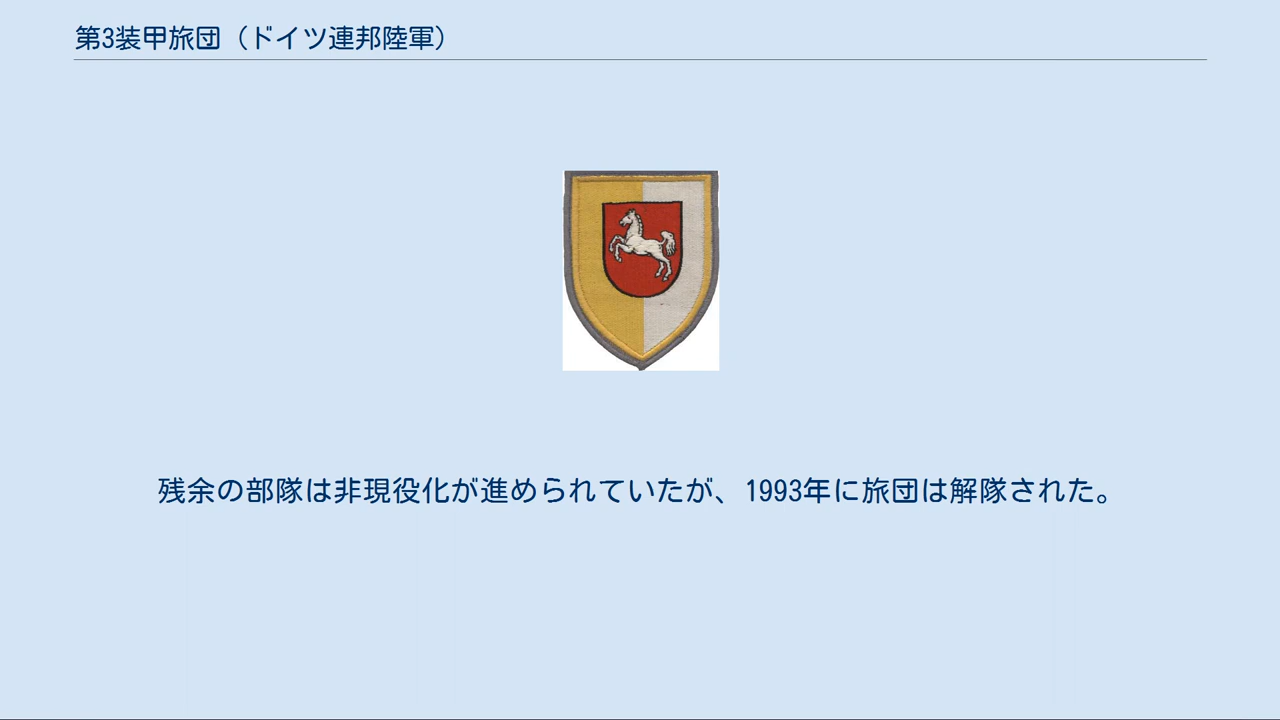 第3装甲旅団（ドイツ連邦陸軍）
残余の部隊は非現役化が進められていたが、1993年に旅団は解隊された。